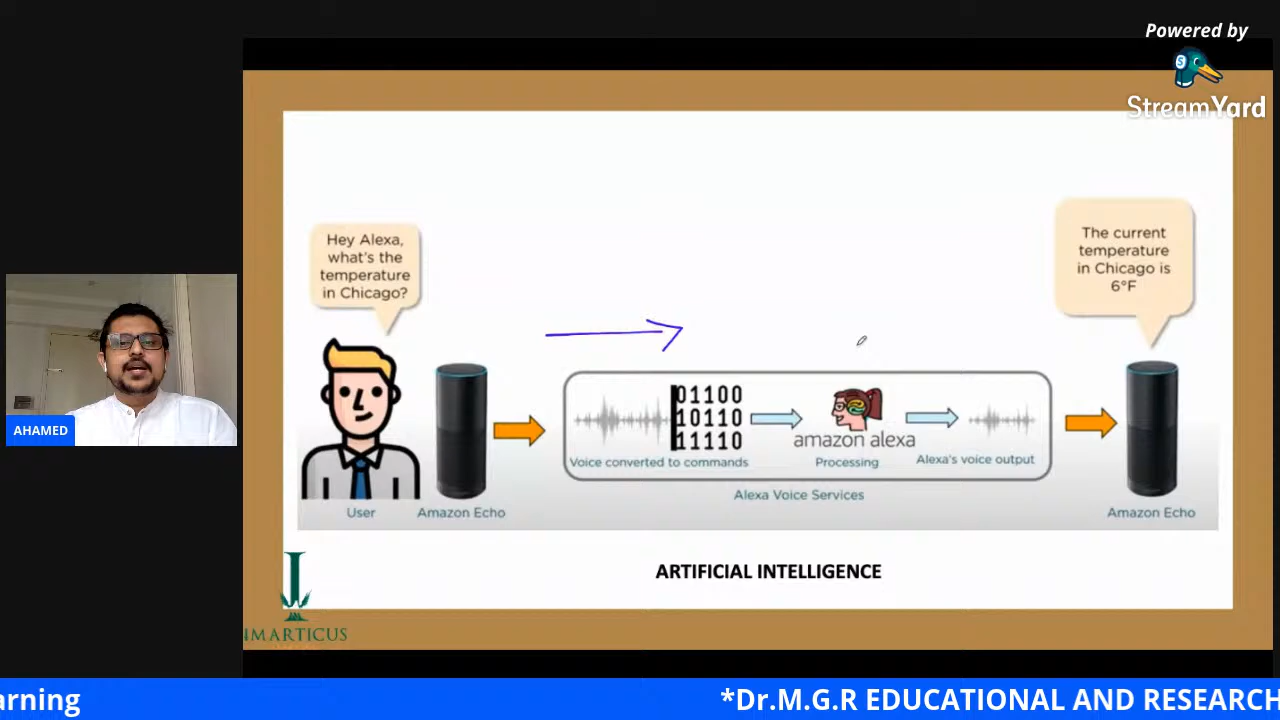 Powered by
StreamYard
Hey Alexa,
what's the
temperature
in Chicago?
The current
temperature
in Chicago is
6°F
01100
10110
11110
amazon alexa
Voice converted to commands
Processing
Alexa's voice output
Alexa Voice Services
User
Amazon Echo
Amazon Echo
ARTIFICIAL INTELLIGENCE
IMARTICUS
AHAMED
arning
*Dr.M.G.R EDUCATIONAL AND RESEARCH